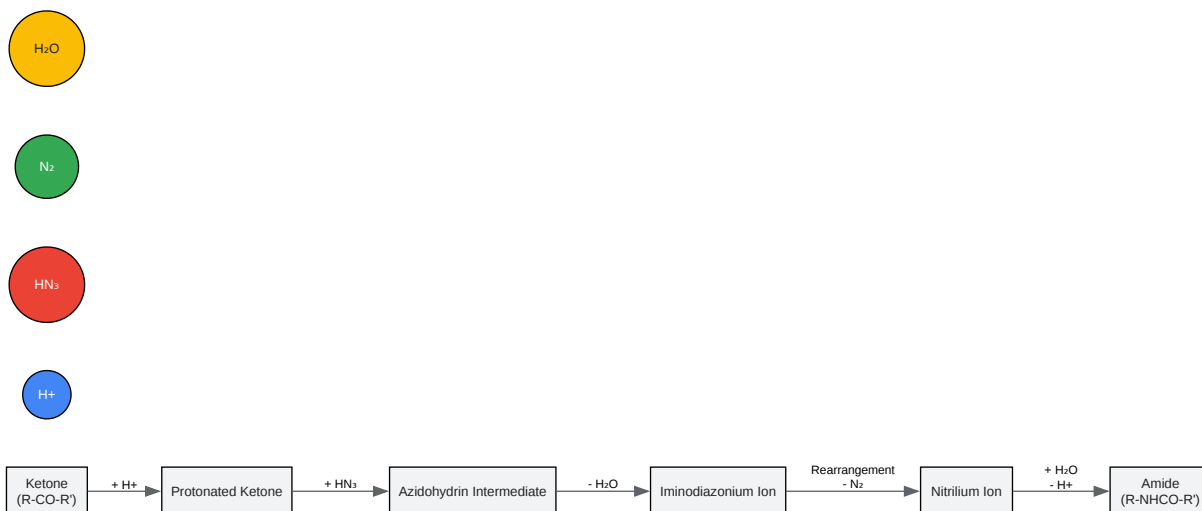 H₂O
N₂
HN₃
H+
Ketone
(R-CO-R')
+ H+
Protonated Ketone
+ HN₃
Azidohydrin Intermediate
- H₂O
Iminodiazonium Ion
Rearrangement
- N₂
Nitrilium Ion
+ H₂O
- H+
Amide
(R-NHCO-R')